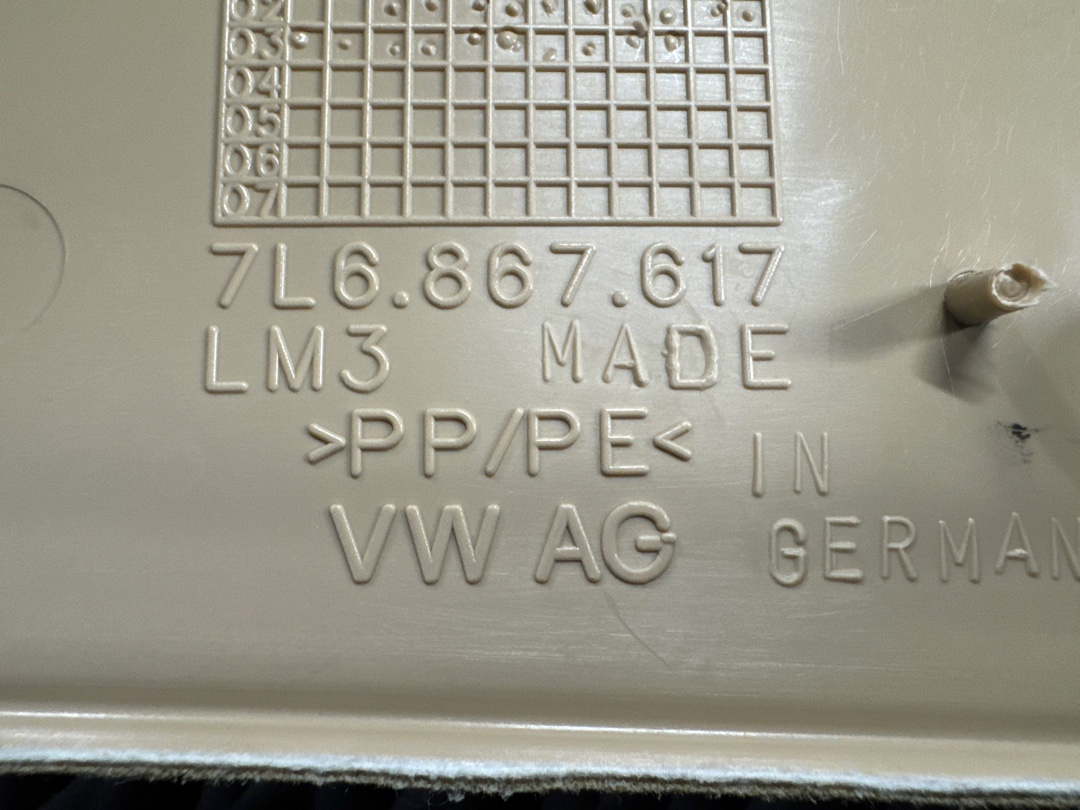 02
03
04
05
06
07
7L6.867.617
LM3 MADE
>PP/PE< IN
VW AG GERMAN